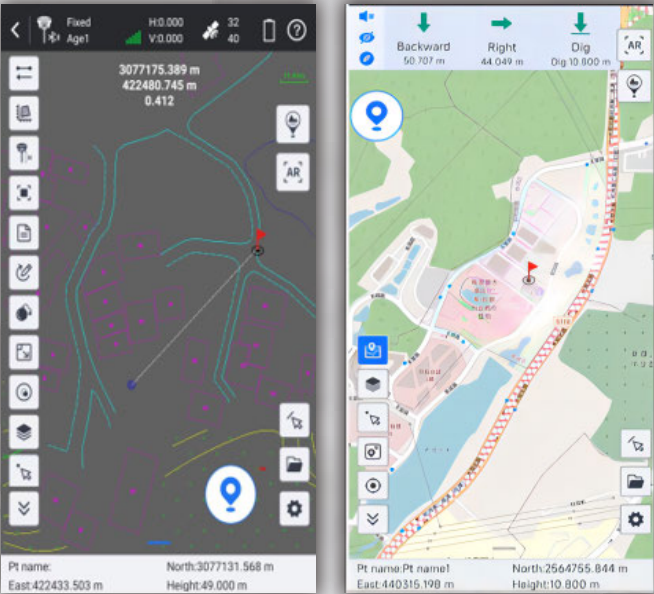 Fixed
Age1
H:0.000
V:0.000
32
40
3077175.389 m
422480.745 m
0.412
AR
Pt name:
North:3077131.568 m
East:422433.503 m
Height:49.000 m
Backward
50.707 m
Right
44.049 m
Dig
Dig:10.800 m
AR
Pt name:Pt name1
North:2564755.844 m
East:440315.198 m
Height:10.800 m